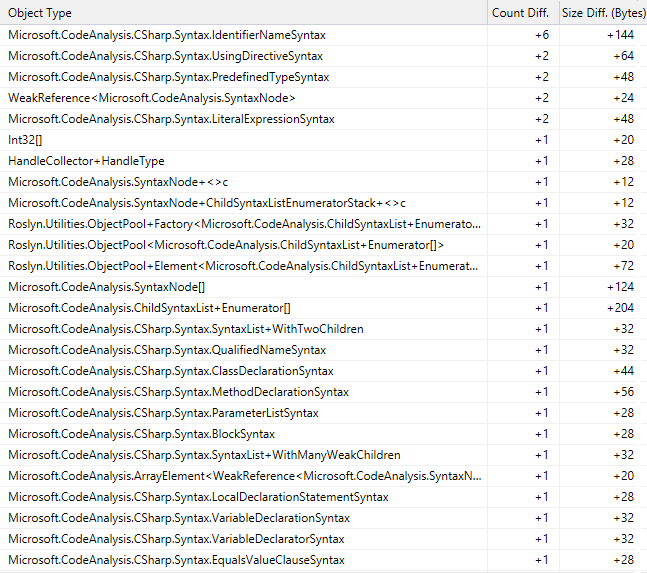 Object Type Count Diff. Size Diff. (Bytes)
Microsoft.CodeAnalysis.CSharp.Syntax.IdentifierNameSyntax +6 +144
Microsoft.CodeAnalysis.CSharp.Syntax.UsingDirectiveSyntax +2 +64
Microsoft.CodeAnalysis.CSharp.Syntax.PredefinedTypeSyntax +2 +48
WeakReference<Microsoft.CodeAnalysis.SyntaxNode> +2 +24
Microsoft.CodeAnalysis.CSharp.Syntax.LiteralExpressionSyntax +2 +48
Int32[] +1 +20
HandleCollector+HandleType +1 +28
Microsoft.CodeAnalysis.SyntaxNode+<>c +1 +12
Microsoft.CodeAnalysis.SyntaxNode+ChildSyntaxListEnumeratorStack+<>c +1 +12
Roslyn.Utilities.ObjectPool+Factory<Microsoft.CodeAnalysis.ChildSyntaxList+Enumerato... +1 +32
Roslyn.Utilities.ObjectPool<Microsoft.CodeAnalysis.ChildSyntaxList+Enumerator[]> +1 +20
Roslyn.Utilities.ObjectPool+Element<Microsoft.CodeAnalysis.ChildSyntaxList+Enumerat... +1 +72
Microsoft.CodeAnalysis.SyntaxNode[] +1 +124
Microsoft.CodeAnalysis.ChildSyntaxList+Enumerator[] +1 +204
Microsoft.CodeAnalysis.CSharp.Syntax.SyntaxList+WithTwoChildren +1 +32
Microsoft.CodeAnalysis.CSharp.Syntax.QualifiedNameSyntax +1 +32
Microsoft.CodeAnalysis.CSharp.Syntax.ClassDeclarationSyntax +1 +44
Microsoft.CodeAnalysis.CSharp.Syntax.MethodDeclarationSyntax +1 +56
Microsoft.CodeAnalysis.CSharp.Syntax.ParameterListSyntax +1 +28
Microsoft.CodeAnalysis.CSharp.Syntax.BlockSyntax +1 +28
Microsoft.CodeAnalysis.CSharp.Syntax.SyntaxList+WithManyWeakChildren +1 +32
Microsoft.CodeAnalysis.ArrayElement<WeakReference<Microsoft.CodeAnalysis.SyntaxN... +1 +20
Microsoft.CodeAnalysis.CSharp.Syntax.LocalDeclarationStatementSyntax +1 +28
Microsoft.CodeAnalysis.CSharp.Syntax.VariableDeclarationSyntax +1 +32
Microsoft.CodeAnalysis.CSharp.Syntax.VariableDeclaratorSyntax +1 +32
Microsoft.CodeAnalysis.CSharp.Syntax.EqualsValueClauseSyntax +1 +28